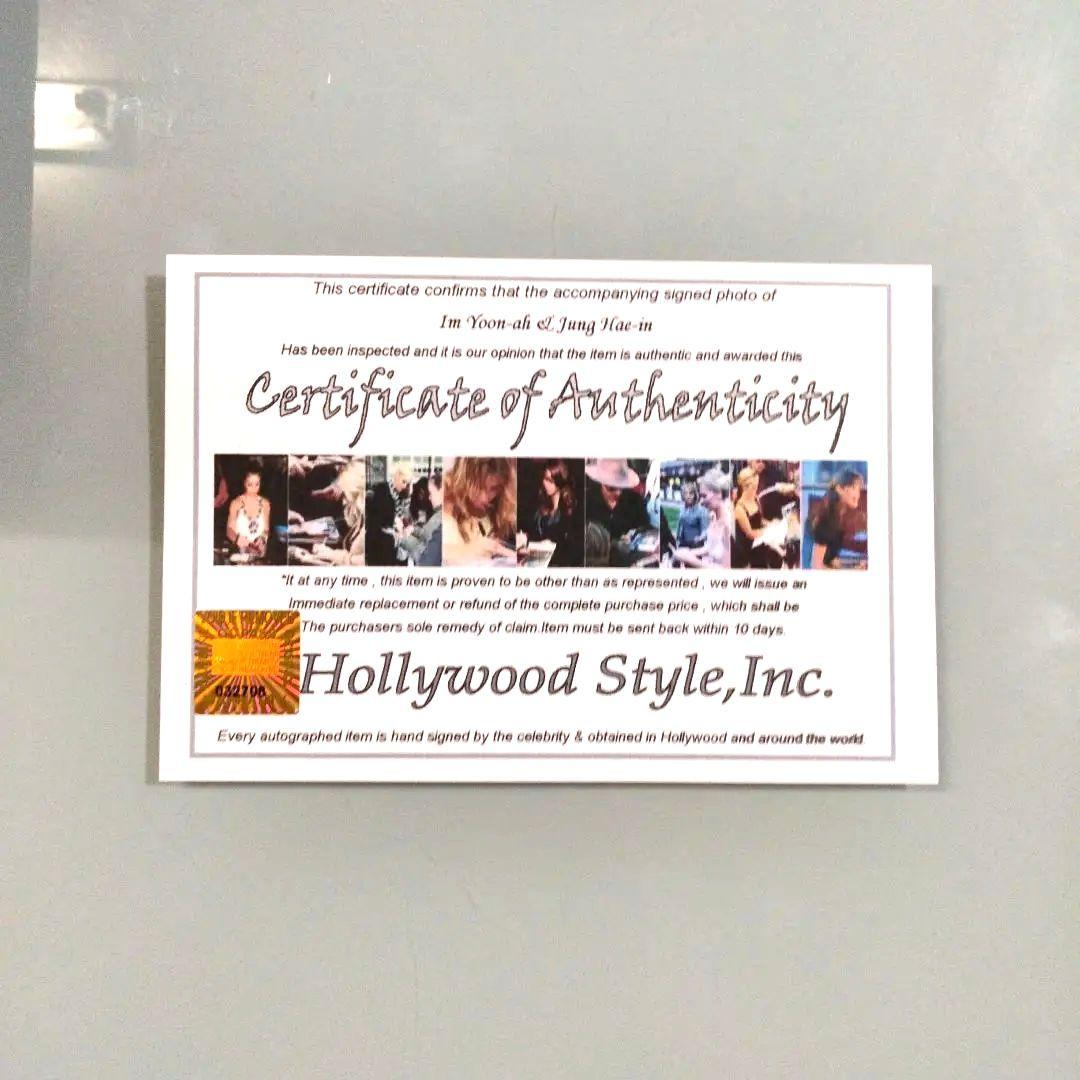 This certificate confirms that the accompanying signed photo of
Im Yoon-ah & Jung Hae-in
Has been inspected and it is our opinion that the item is authentic and awarded this
Certificate of Authenticity
"It at any time , this item is proven to be other than as represented , we will issue an
Immediate replacement or refund of the complete purchase price , which shall be
The purchasers sole remedy of claim.Item must be sent back within 10 days.
032706
Hollywood Style,Inc.
Every autographed item is hand signed by the celebrity & obtained in Hollywood and around the world.